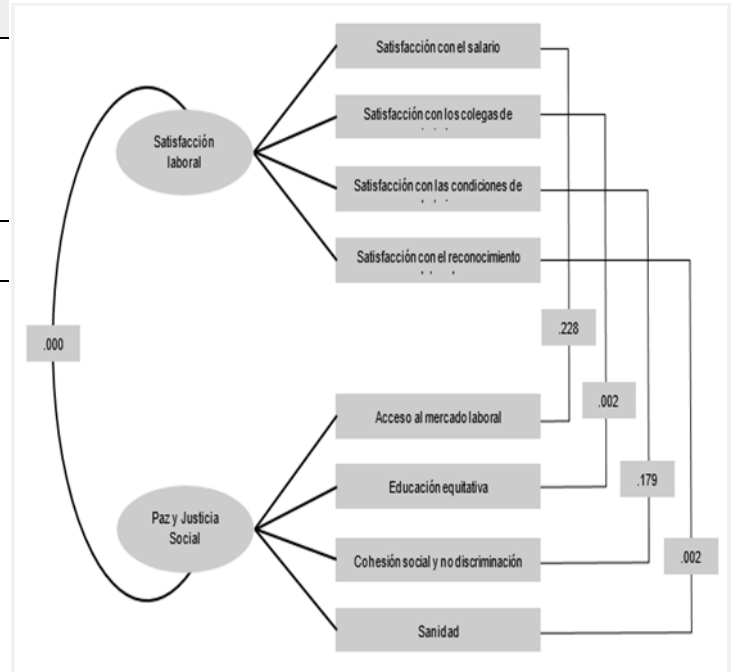 Satisfacción con el salario
Satisfacción con los colegas de
Satisfacción
laboral
Satisfacción con las condiciones de
Satisfacción con el reconocimiento
.000
.228
.002
Acceso al mercado laboral
Educación equitativa
.179
Paz y Justicia
Social
Cohesión social y no discriminación
.002
Sanidad